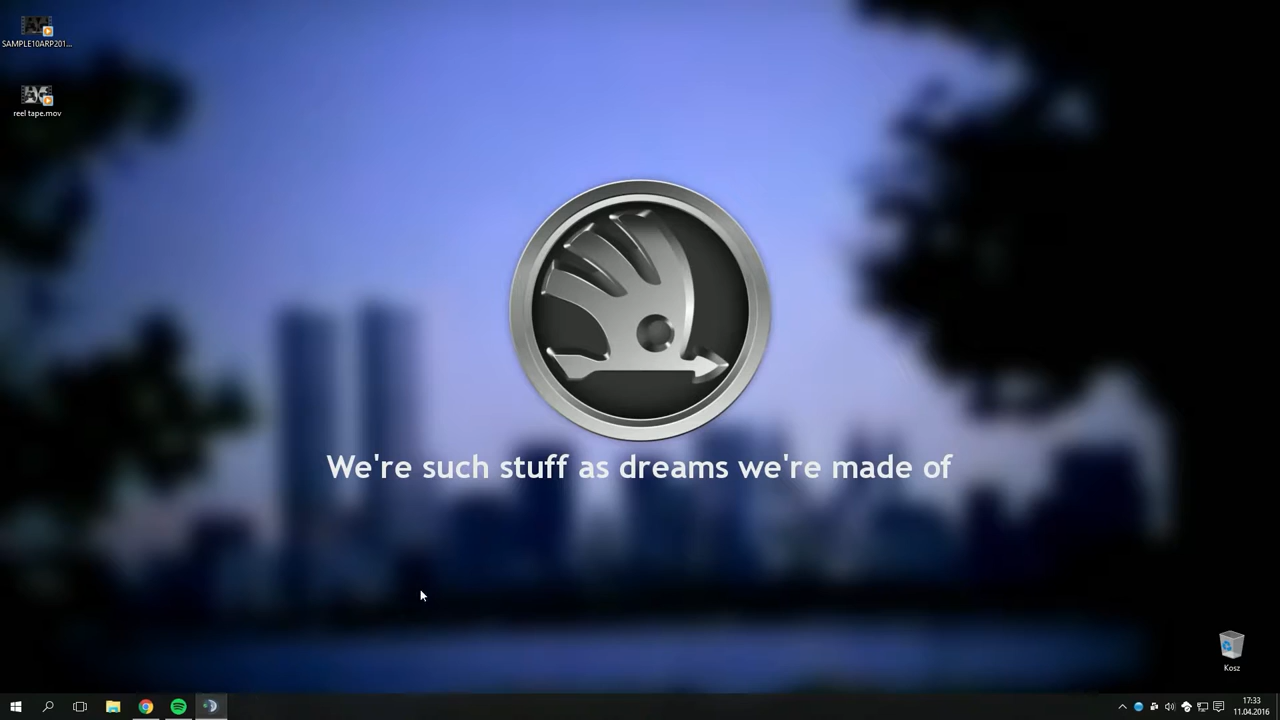 SAMPLE10ARP201...
reel tape.mov
We're such stuff as dreams we're made of
Kosz
17:33
11.04.2016